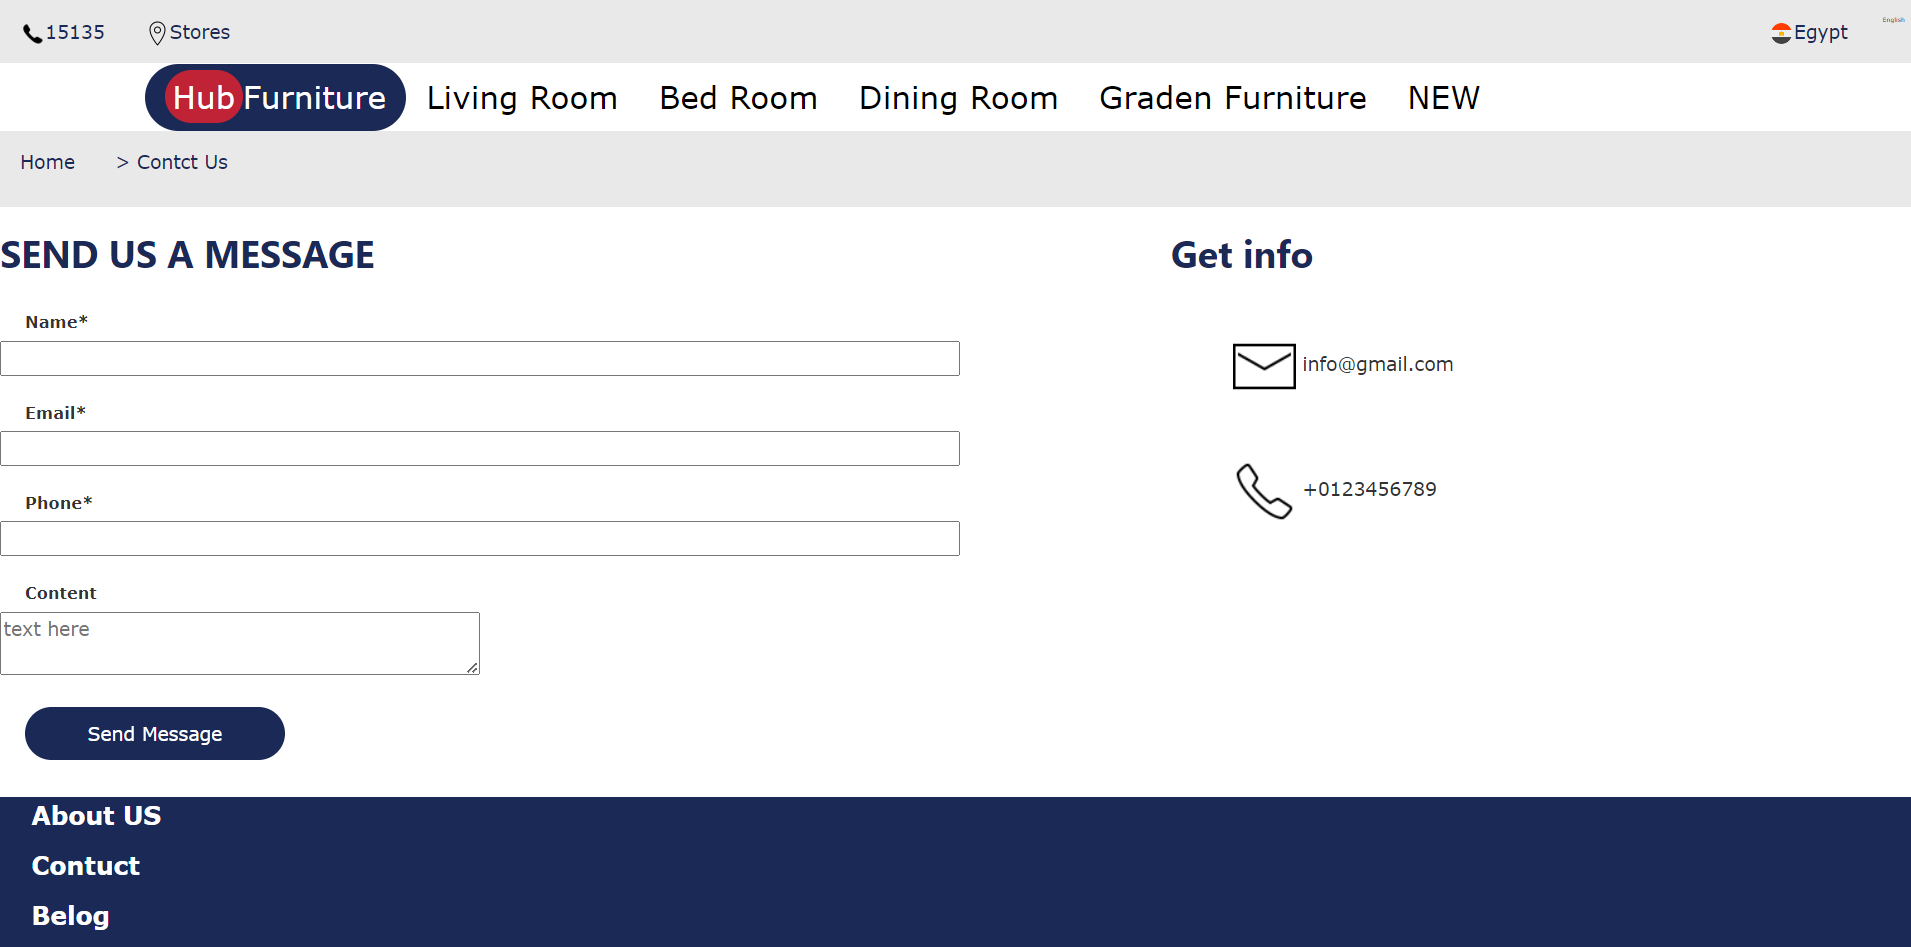 15135 Stores Egypt English
Hub Furniture Living Room Bed Room Dining Room Graden Furniture NEW
Home > Contct Us
SEND US A MESSAGE
Name*
Email*
Phone*
Content
text here
Send Message
Get info
info@gmail.com
+0123456789
About US
Contuct
Belog